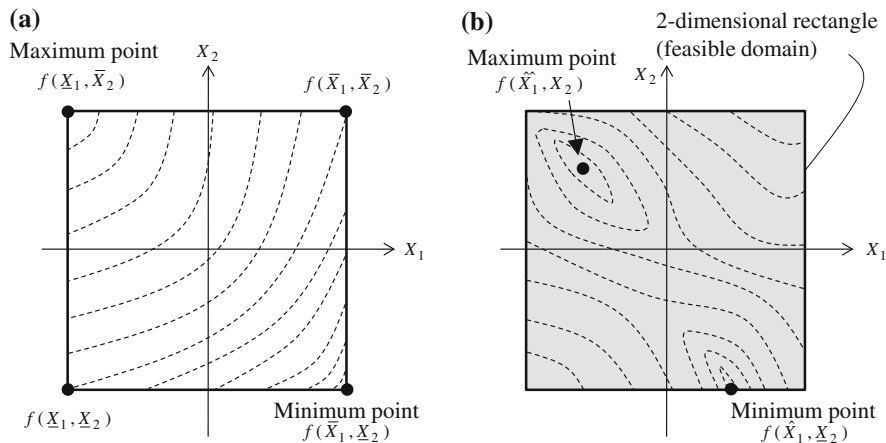 (a)
Maximum point
f(X̲₁, X̅₂)
X₂
f(X̅₁, X̅₂)
X₁
f(X̲₁, X̲₂)
Minimum point
f(X̅₁, X̲₂)
(b)
2-dimensional rectangle
(feasible domain)
Maximum point
f(X̂̂₁, X₂)
X₂
X₁
Minimum point
f(X̂₁, X̲₂)